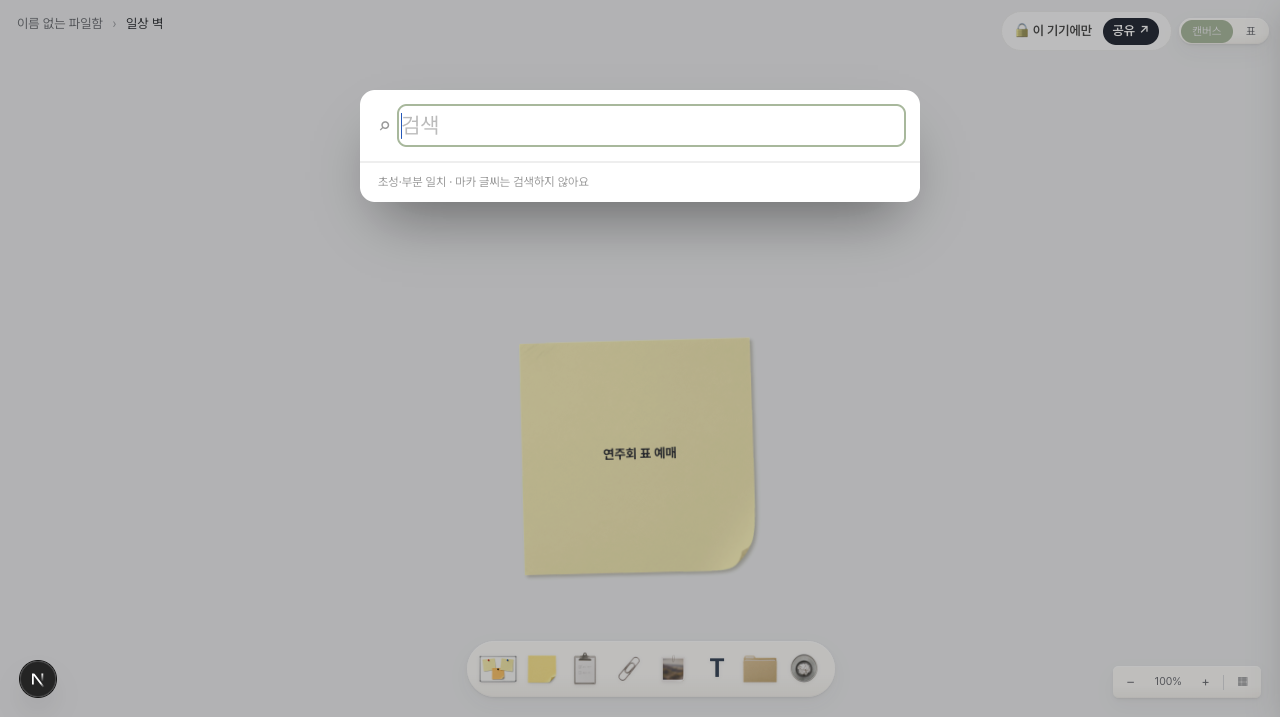 이름 없는 파일함 › 일상 벽
이 기기에만
공유 ↗
캔버스
표
검색
초성·부분 일치 · 마카 글씨는 검색하지 않아요
연주회 표 예매
T
N
− 100% +